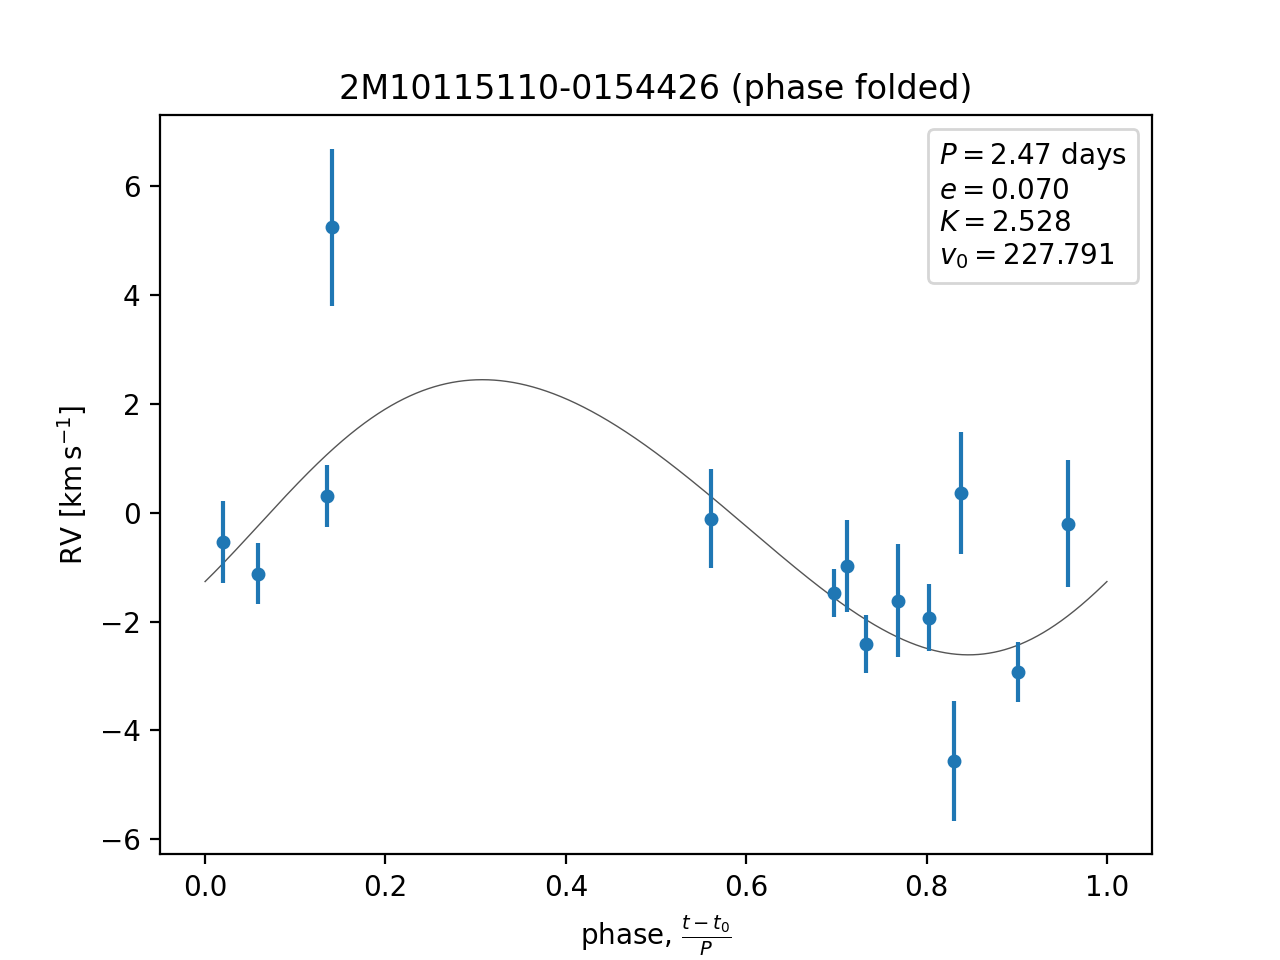 2M10115110-0154426 (phase folded)
P = 2.47 days
e = 0.070
K = 2.528
v₀ = 227.791
6
4
2
0
−2
−4
−6
RV [km s⁻¹]
0.0 0.2 0.4 0.6 0.8 1.0
phase, (t − t₀)/P